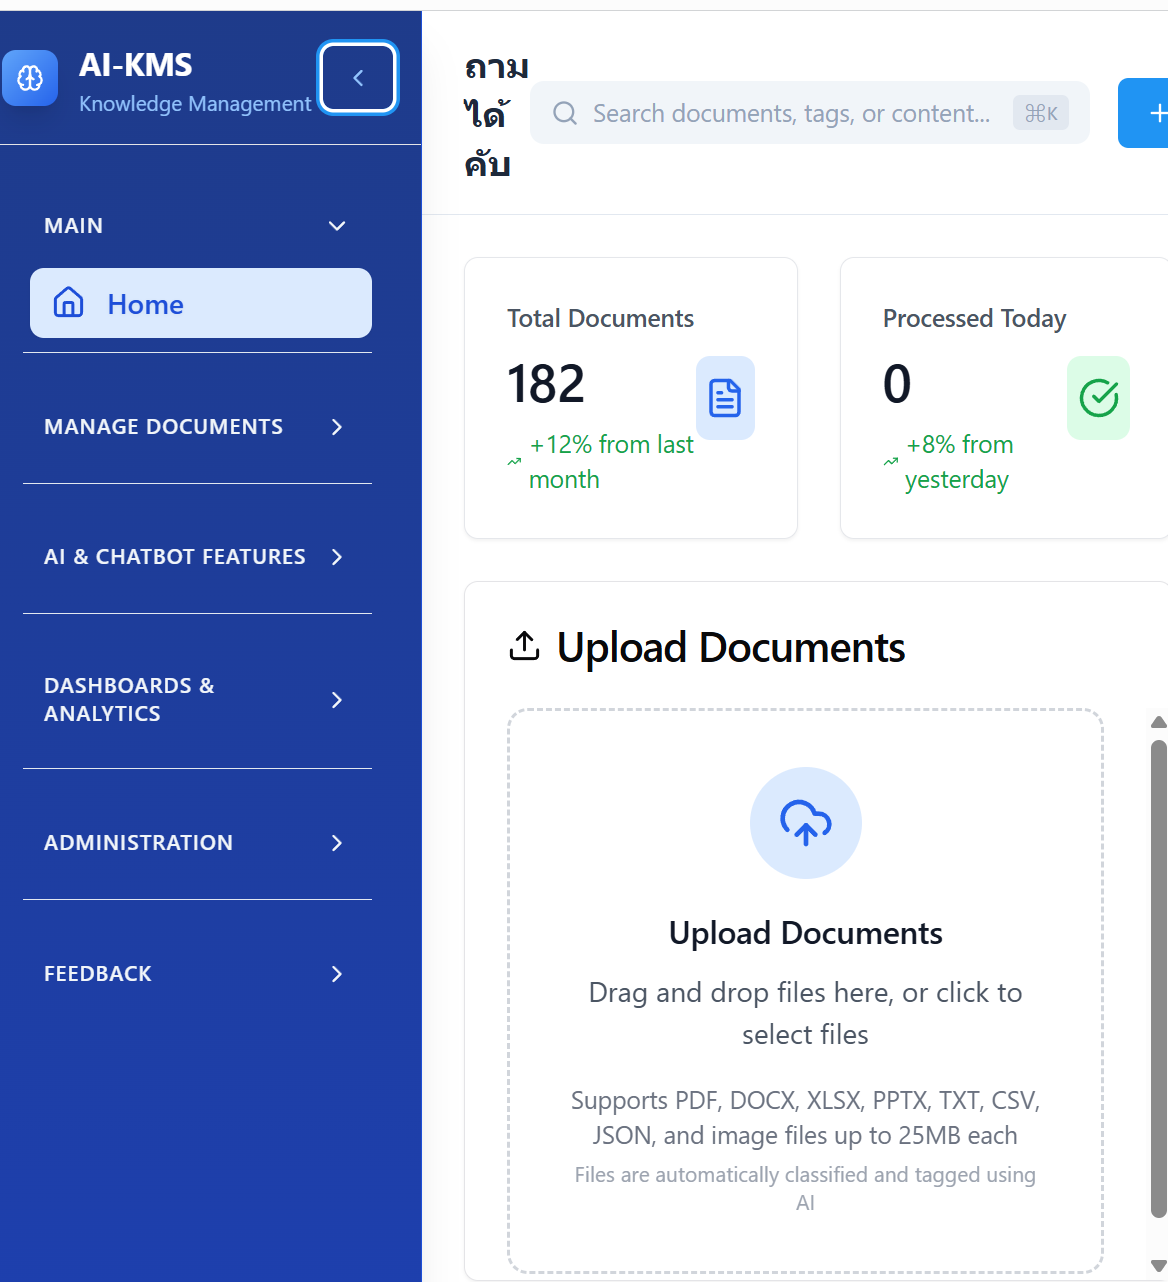 AI-KMS
Knowledge Management
MAIN
Home
MANAGE DOCUMENTS
AI & CHATBOT FEATURES
DASHBOARDS &
ANALYTICS
ADMINISTRATION
FEEDBACK
ถาม
ได้
คับ
Search documents, tags, or content...
⌘K
Total Documents
182
+12% from last
month
Processed Today
0
+8% from
yesterday
Upload Documents
Upload Documents
Drag and drop files here, or click to
select files
Supports PDF, DOCX, XLSX, PPTX, TXT, CSV,
JSON, and image files up to 25MB each
Files are automatically classified and tagged using
AI